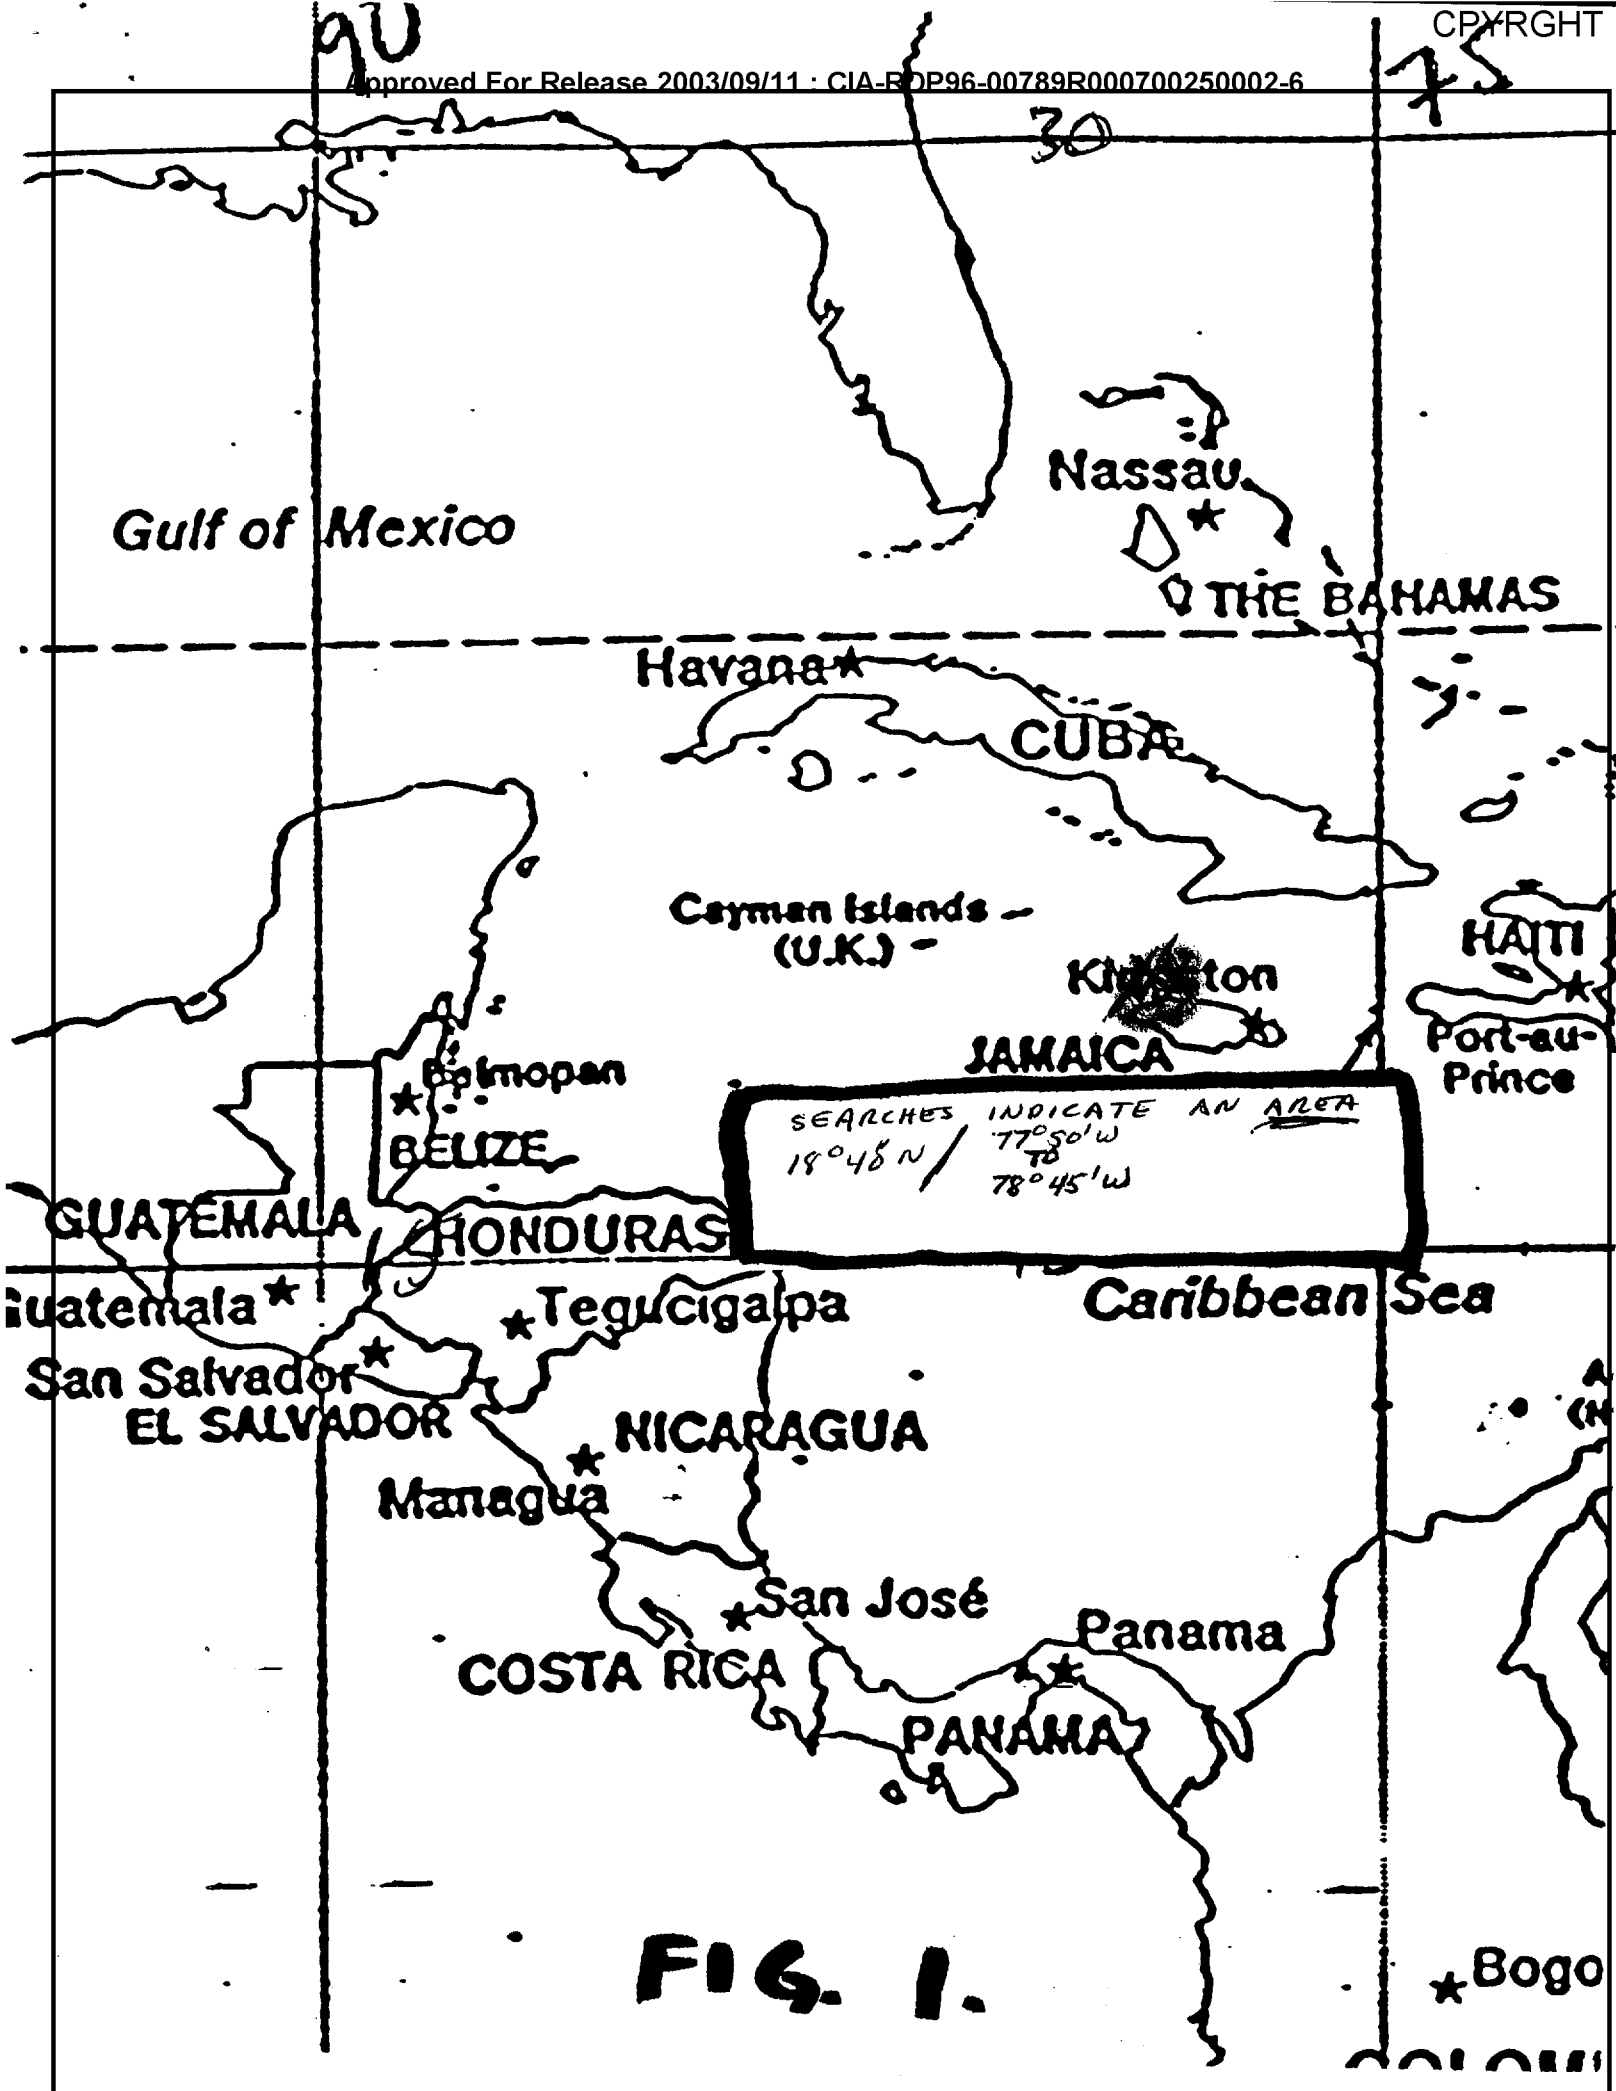 CPYRGHT
90
75
Approved For Release 2003/09/11 : CIA-RDP96-00789R000700250002-6
30
Nassau
Gulf of Mexico
THE BAHAMAS
Havana
CUBA
Cayman Islands
(U.K.)
HAITI
Kingston
JAMAICA
Port-au-
Prince
Belmopan
SEARCHES INDICATE AN AREA
77°50'W
18°40'N / TO
78°45'W
BELIZE
GUATEMALA
HONDURAS
Guatemala
Tegucigalpa
Caribbean Sea
San Salvador
EL SALVADOR
NICARAGUA
Managua
San José
Panama
COSTA RICA
PANAMA
Bogo
FIG. 1.